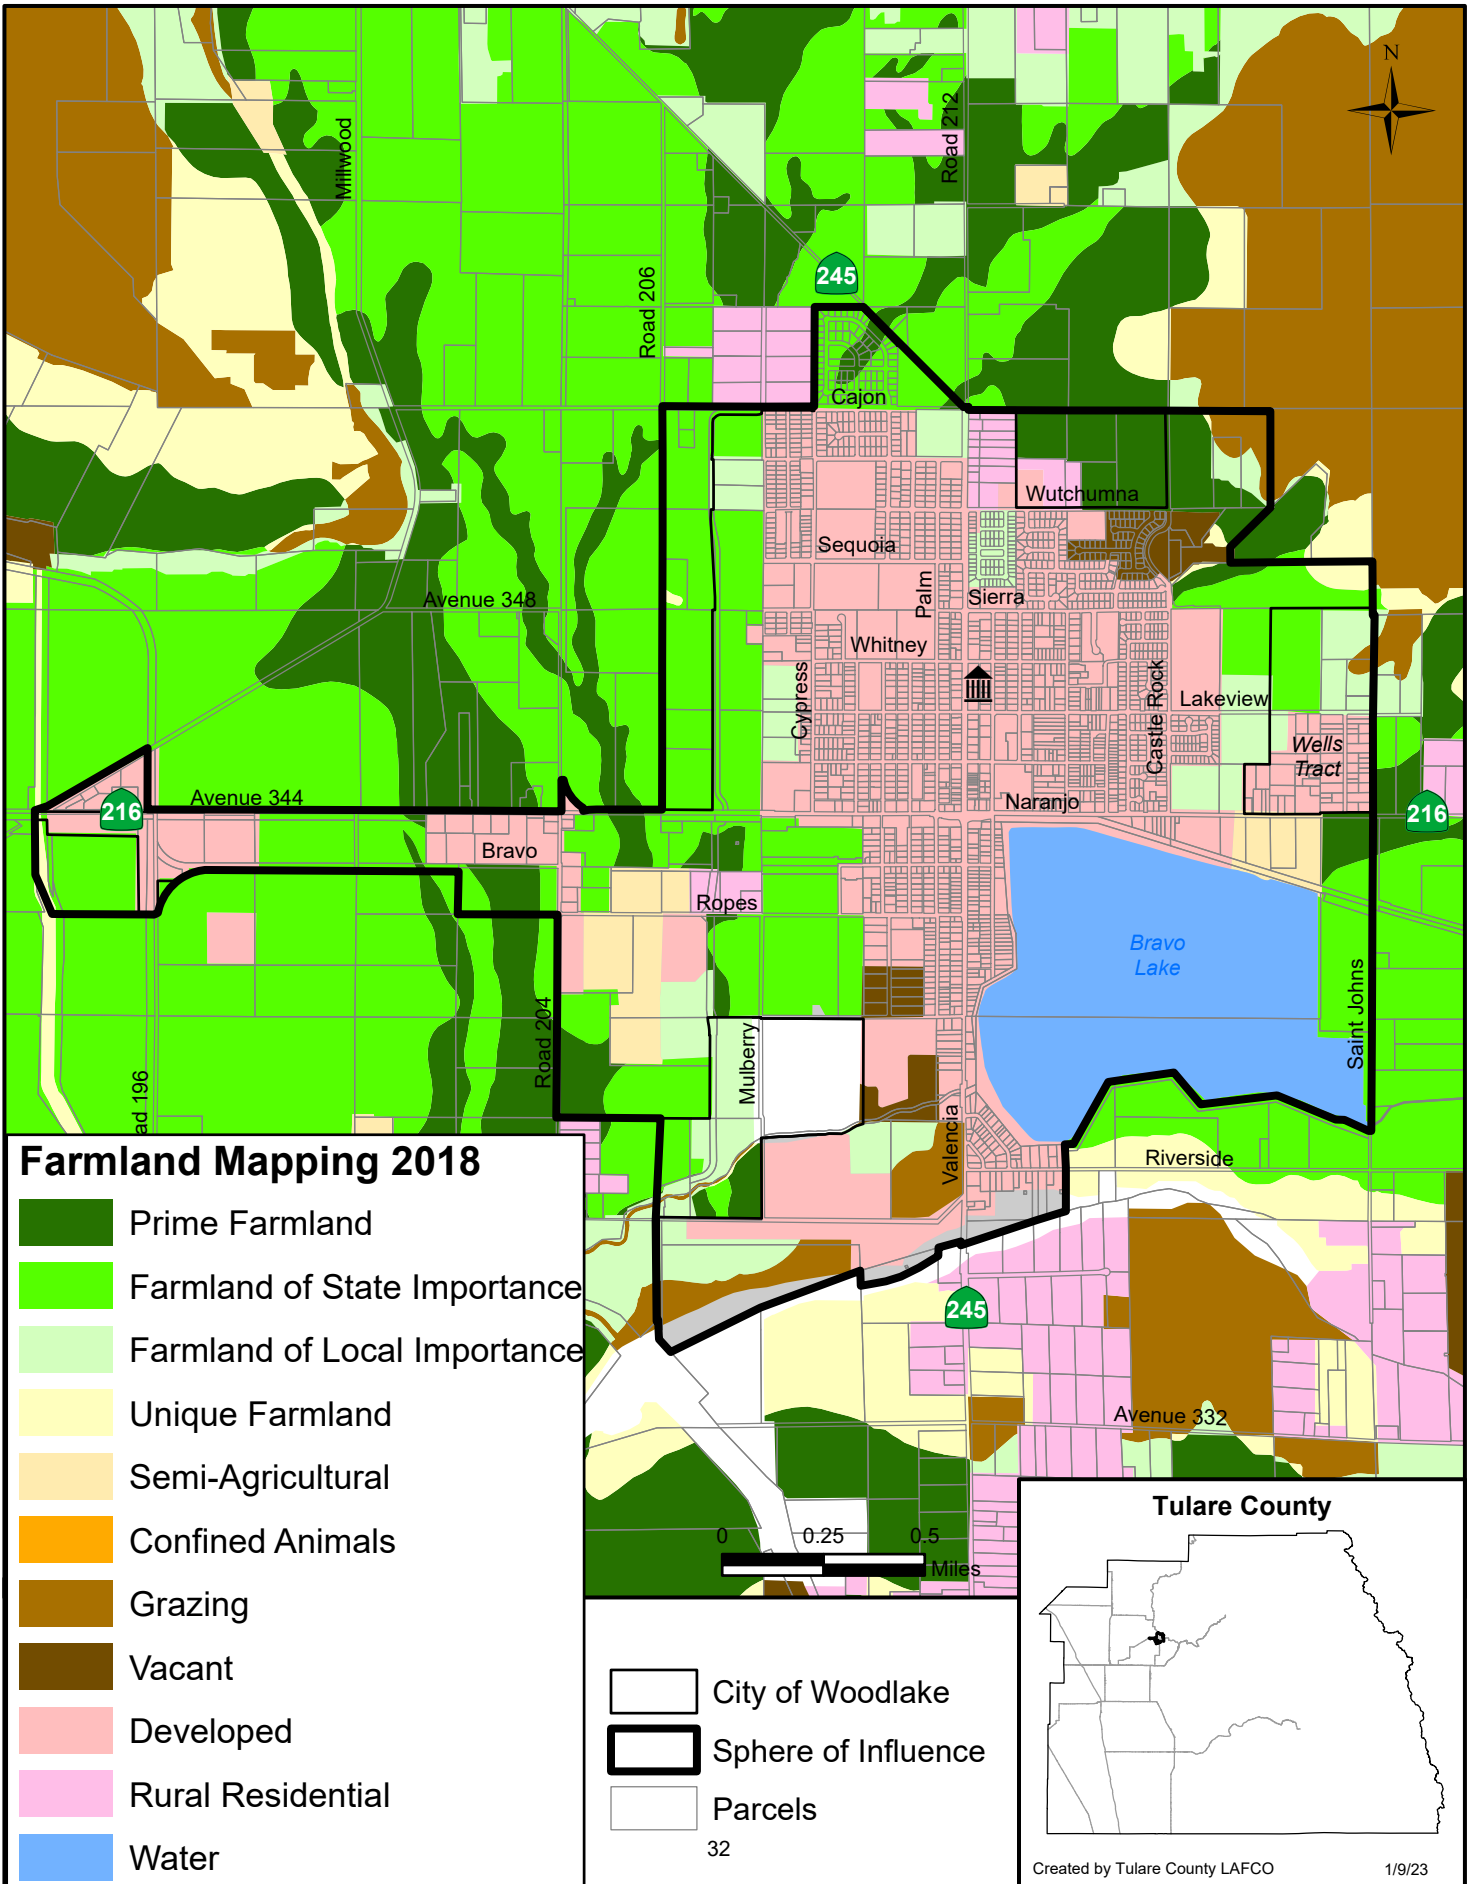 N
Millwood
Road 212
245
Road 206
Cajon
Wutchumna
Sequoia
Palm
Sierra
Avenue 348
Whitney
Cypress
Castle Rock
Lakeview
Wells
Tract
Avenue 344
216
Naranjo
216
Bravo
Ropes
Bravo
Lake
Saint Johns
Road 204
Mulberry
ad 196
Valencia
Riverside
245
Avenue 332
0 0.25 0.5
Miles
Farmland Mapping 2018
Prime Farmland
Farmland of State Importance
Farmland of Local Importance
Unique Farmland
Semi-Agricultural
Confined Animals
Grazing
Vacant
Developed
Rural Residential
Water
City of Woodlake
Sphere of Influence
Parcels
32
Tulare County
Created by Tulare County LAFCO
1/9/23